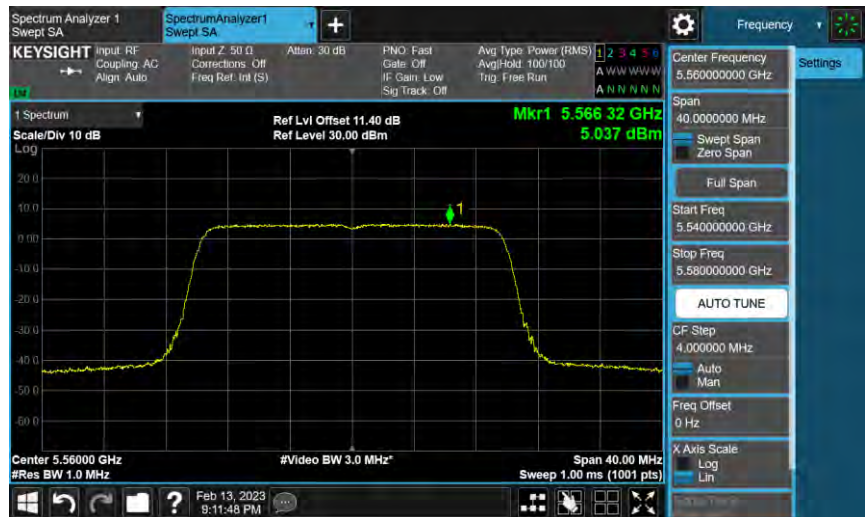 Spectrum Analyzer 1
Swept SA
SpectrumAnalyzer1
Swept SA
+
Frequency
KEYSIGHT
Input: RF
Coupling: AC
Align: Auto
Input Z: 50 Ω
Corrections: Off
Freq Ref: Int (S)
Atten: 30 dB
PNO: Fast
Gate: Off
IF Gain: Low
Sig Track: Off
Avg Type: Power (RMS)
Avg|Hold: 100/100
Trig: Free Run
1 2 3 4 5 6
A W W W W W
A N N N N N
1 Spectrum
Scale/Div 10 dB
Log
Ref Lvl Offset 11.40 dB
Ref Level 30.00 dBm
Mkr1 5.566 32 GHz
5.037 dBm
20.0
10.0
0.00
-10.0
-20.0
-30.0
-40.0
-50.0
-60.0
1
Center 5.56000 GHz
#Res BW 1.0 MHz
#Video BW 3.0 MHz*
Span 40.00 MHz
Sweep 1.00 ms (1001 pts)
?
Feb 13, 2023
9:11:48 PM
Center Frequency
5.560000000 GHz
Settings
Span
40.0000000 MHz
Swept Span
Zero Span
Full Span
Start Freq
5.540000000 GHz
Stop Freq
5.580000000 GHz
AUTO TUNE
CF Step
4.000000 MHz
Auto
Man
Freq Offset
0 Hz
X Axis Scale
Log
Lin